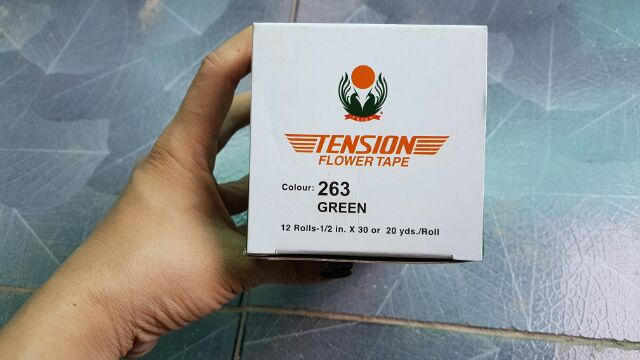 TENSION
FLOWER TAPE
Colour: 263
GREEN
12 Rolls-1/2 in. X 30 or 20 yds./Roll